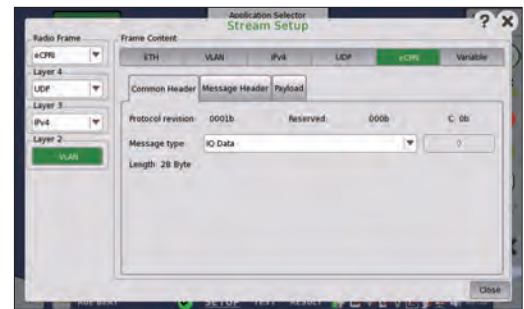 Application Selector
Stream Setup
? X
Radio Frame
eCPRI
Layer 4
UDP
Layer 3
IPv4
Layer 2
VLAN
Frame Content
ETH VLAN IPv4 UDP eCPRI Variable
Common Header Message Header Payload
Protocol revision 0001b Reserved 000b C 0b
Message type IQ Data 0
Length: 28 Byte
Close
SETUP TEST RESULT